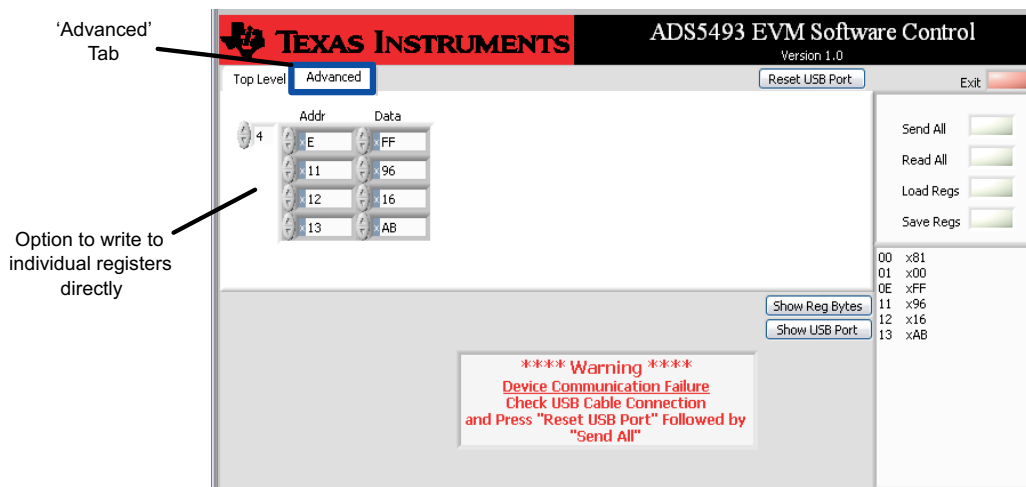 ‘Advanced’
Tab
TEXAS INSTRUMENTS
ADS5493 EVM Software Control
Version 1.0
Top Level
Advanced
Reset USB Port
Exit
Addr
Data
4
x E
x FF
x 11
x 96
x 12
x 16
x 13
x AB
Send All
Read All
Load Regs
Save Regs
Option to write to
individual registers
directly
00 x81
01 x00
0E xFF
11 x96
12 x16
13 xAB
Show Reg Bytes
Show USB Port
**** Warning ****
Device Communication Failure
Check USB Cable Connection
and Press "Reset USB Port" Followed by
"Send All"